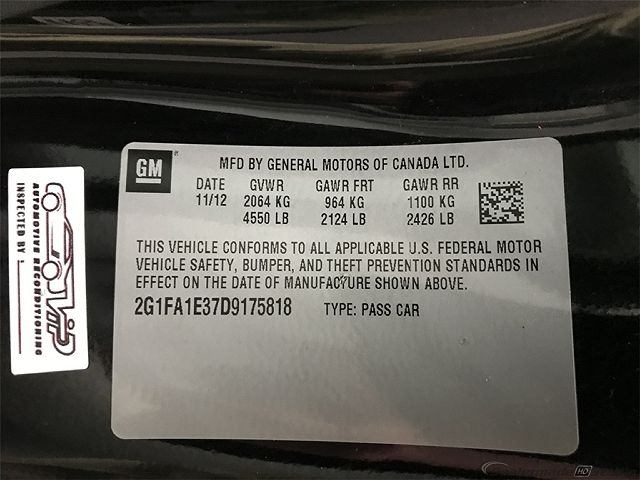 GM
MFD BY GENERAL MOTORS OF CANADA LTD.
DATE GVWR GAWR FRT GAWR RR
11/12 2064 KG 964 KG 1100 KG
4550 LB 2124 LB 2426 LB
THIS VEHICLE CONFORMS TO ALL APPLICABLE U.S. FEDERAL MOTOR
VEHICLE SAFETY, BUMPER, AND THEFT PREVENTION STANDARDS IN
EFFECT ON THE DATE OF MANUFACTURE SHOWN ABOVE.
2G1FA1E37D9175818 TYPE: PASS CAR
VIP
AUTOMOTIVE RECONDITIONING
INSPECTED BY
HD